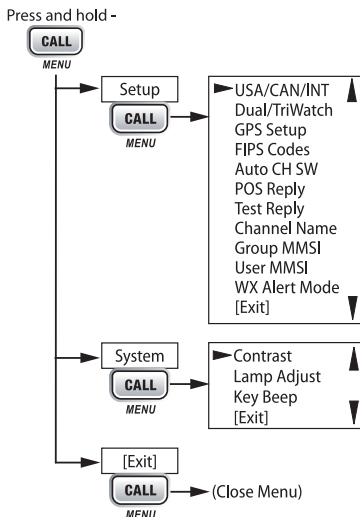 Press and hold -
CALL
MENU
Setup
CALL
MENU
USA/CAN/INT
Dual/TriWatch
GPS Setup
FIPS Codes
Auto CH SW
POS Reply
Test Reply
Channel Name
Group MMSI
User MMSI
WX Alert Mode
[Exit]
System
CALL
MENU
Contrast
Lamp Adjust
Key Beep
[Exit]
[Exit]
CALL
MENU
(Close Menu)